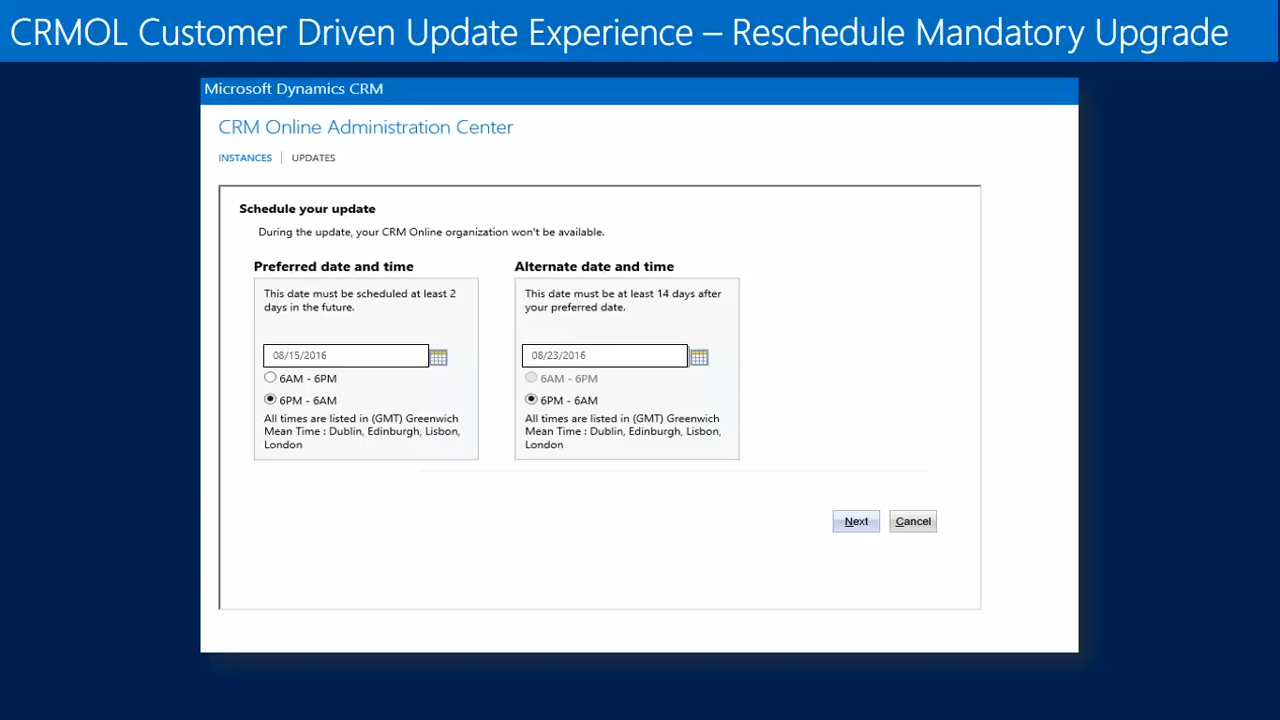 CRMOL Customer Driven Update Experience – Reschedule Mandatory Upgrade
Microsoft Dynamics CRM
CRM Online Administration Center
INSTANCES | UPDATES
Schedule your update
During the update, your CRM Online organization won't be available.
Preferred date and time
This date must be scheduled at least 2
days in the future.
08/15/2016
6AM - 6PM
6PM - 6AM
All times are listed in (GMT) Greenwich
Mean Time : Dublin, Edinburgh, Lisbon,
London
Alternate date and time
This date must be at least 14 days after
your preferred date.
08/23/2016
6AM - 6PM
6PM - 6AM
All times are listed in (GMT) Greenwich
Mean Time : Dublin, Edinburgh, Lisbon,
London
Next Cancel